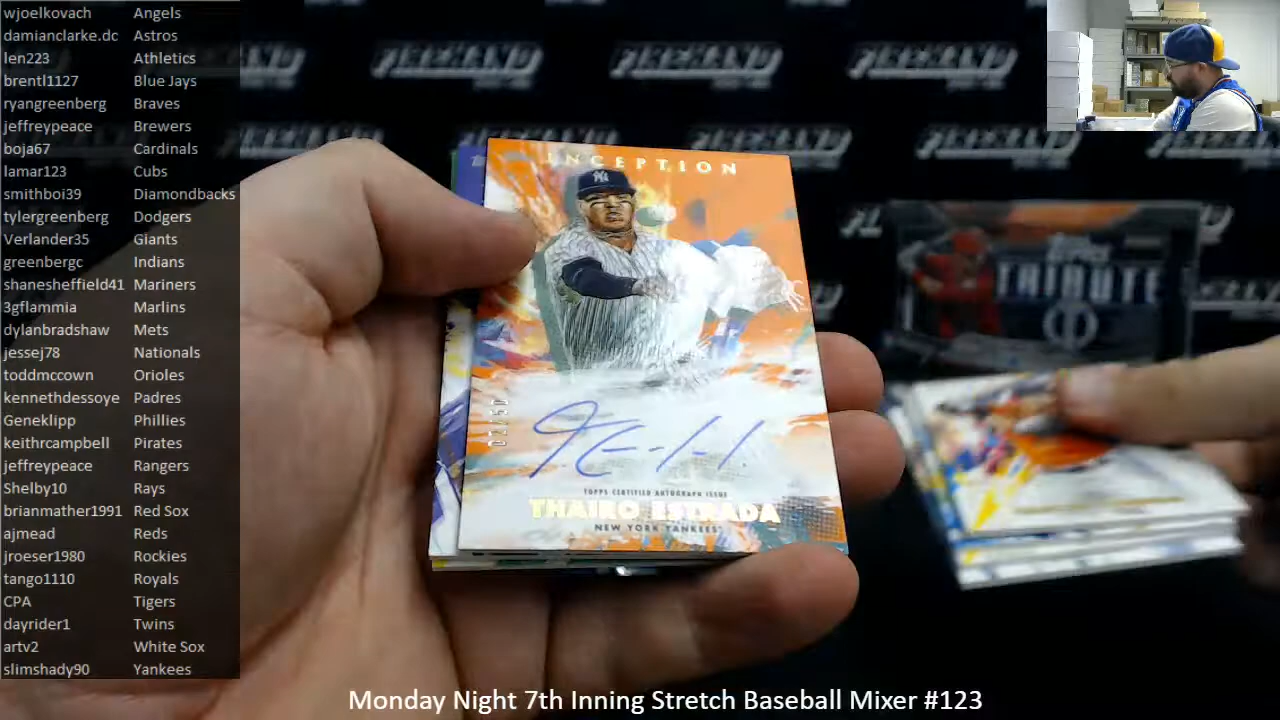 wjoelkovach Angels
damianclarke.dc Astros
len223 Athletics
brentl1127 Blue Jays
ryangreenberg Braves
jeffreypeace Brewers
boja67 Cardinals
lamar123 Cubs
smithboi39 Diamondbacks
tylergreenberg Dodgers
Verlander35 Giants
greenbergc Indians
shanesheffield41 Mariners
3gflammia Marlins
dylanbradshaw Mets
jessej78 Nationals
toddmccown Orioles
kennethdessoye Padres
Geneklipp Phillies
keithrcampbell Pirates
jeffreypeace Rangers
Shelby10 Rays
brianmather1991 Red Sox
ajmead Reds
jroeser1980 Rockies
tango1110 Royals
CPA Tigers
dayrider1 Twins
artv2 White Sox
slimshady90 Yankees
INCEPTION
TOPPS CERTIFIED AUTOGRAPH ISSUE
THAIRO ESTRADA
NEW YORK YANKEES
TOPPS
TRIBUTE
FIREHAND
FIREHAND
FIREHAND
Monday Night 7th Inning Stretch Baseball Mixer #123